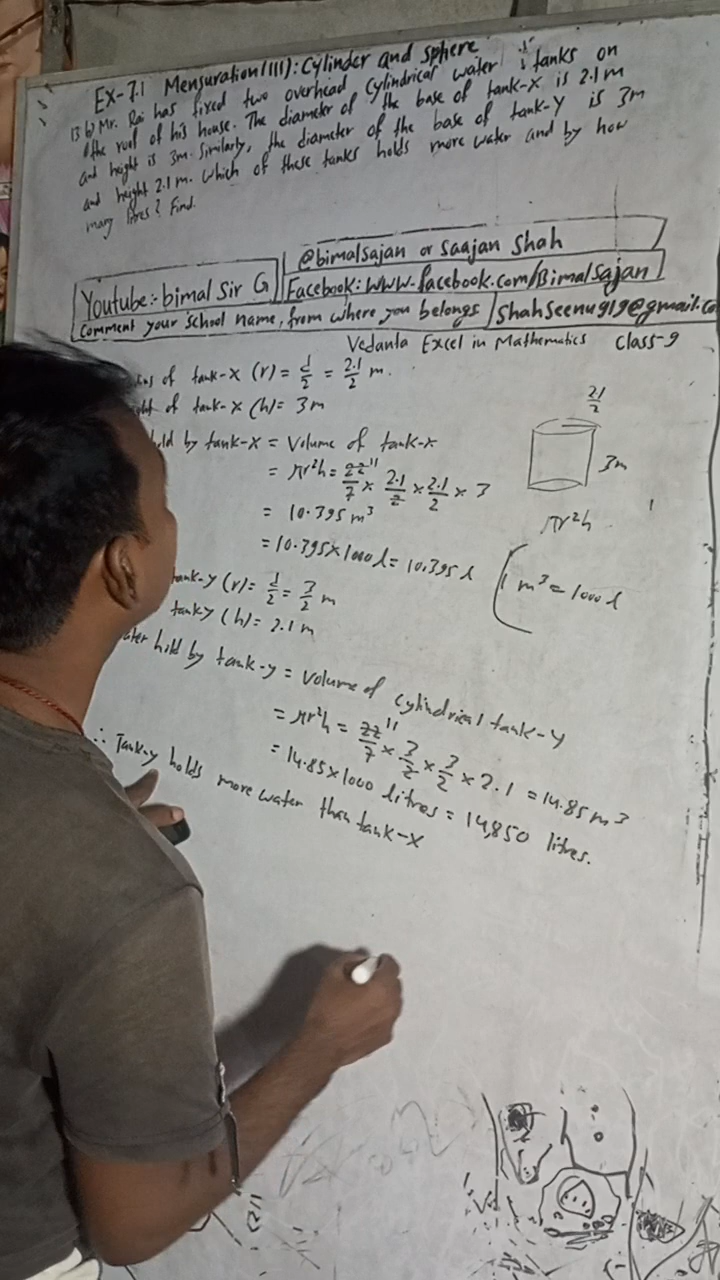 Ex-7.1 Mensuration(III): Cylinder and sphere
13 b) Mr. Rai has fixed two overhead cylindrical water tanks on
the roof of his house. The diameter of the base of tank-X is 2.1m
and height is 3m. Similarly, the diameter of the base of tank-Y is 3m
and height 2.1m. Which of these tanks holds more water and by how
many litres? Find.
@bimalsajan or Saajan Shah
Youtube:- bimal Sir G
Facebook: www.facebook.com/Bimalsajan
Comment your school name, from where you belongs
shahseenu919@gmail.co
Vedanta Excel in Mathematics class-9
of tank-X (r) = d/2 = 2.1/2 m.
of tank-X (h) = 3m
by tank-X = Volume of tank-X
= πr²h = 22/7 11 × 2.1/2 × 2.1/2 × 3
= 10.395 m³
= 10.395×1000 l = 10,395 l
2.1/2
3m
πr²h
1 m³ = 1000 l
tank-y (r) = d/2 = 3/2 m
tanky (h) = 2.1 m
hild by tank-y = Volume of cylindrical tank-Y
= πr²h = 22/7 11 × 3/2 × 3/2 × 2.1 = 14.85 m³
= 14.85×1000 litres = 14,850 litres.
∴ Tank-y holds more water than tank-X